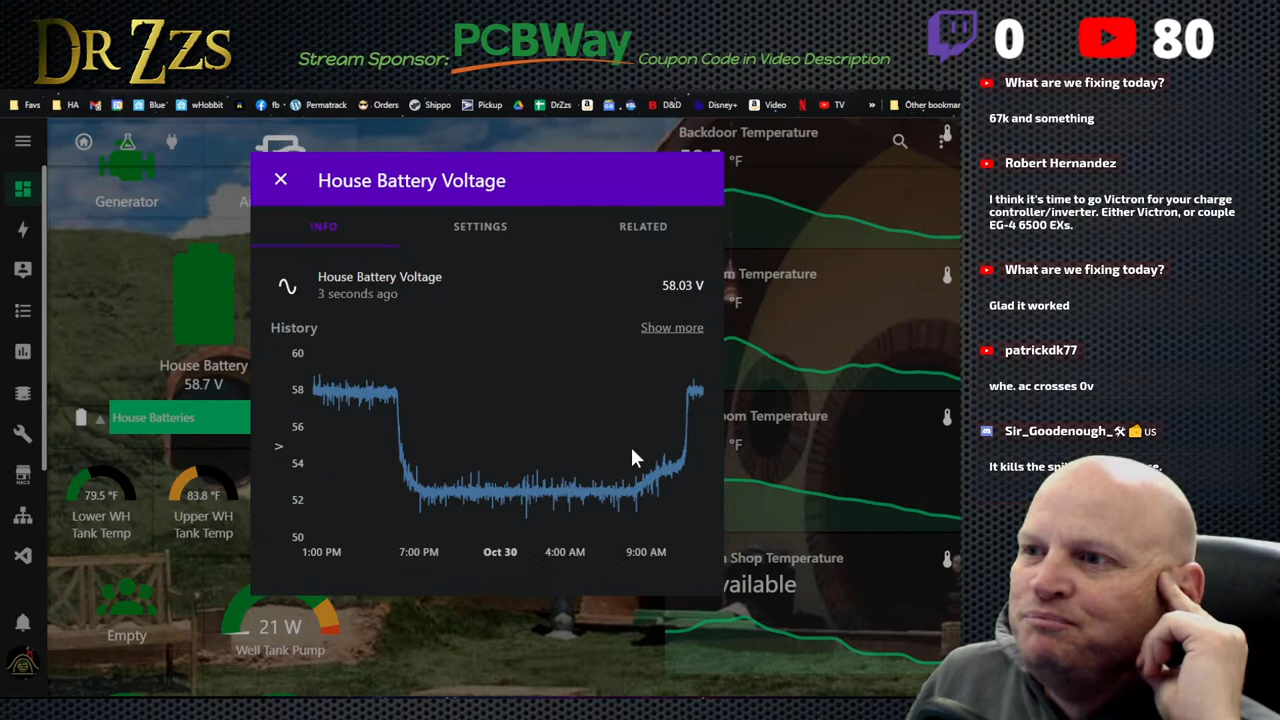 DR ZZS
Stream Sponsor: PCBWay Coupon Code in Video Description
0
80
Favs
HA
Blue
wHobbit
fb
Permatrack
Orders
Shippo
Pickup
DrZzs
D&D
Disney+
Video
TV
»
Other bookmar
Generator
House Battery
58.7 V
House Batteries
79.5 °F
83.8 °F
Lower WH
Tank Temp
Upper WH
Tank Temp
Empty
21 W
Well Tank Pump
House Battery Voltage
INFO
SETTINGS
RELATED
House Battery Voltage
3 seconds ago
58.03 V
History
Show more
60
58
56
54
52
50
V
1:00 PM
7:00 PM
Oct 30
4:00 AM
9:00 AM
Backdoor Temperature
°F
Temperature
°F
Temperature
°F
Shop Temperature
vailable
What are we fixing today?
67k and something
Robert Hernandez
I think it's time to go Victron for your charge
controller/inverter. Either Victron, or couple
EG-4 6500 EXs.
What are we fixing today?
Glad it worked
patrickdk77
whe. ac crosses 0v
Sir_Goodenough_ US
It kills the